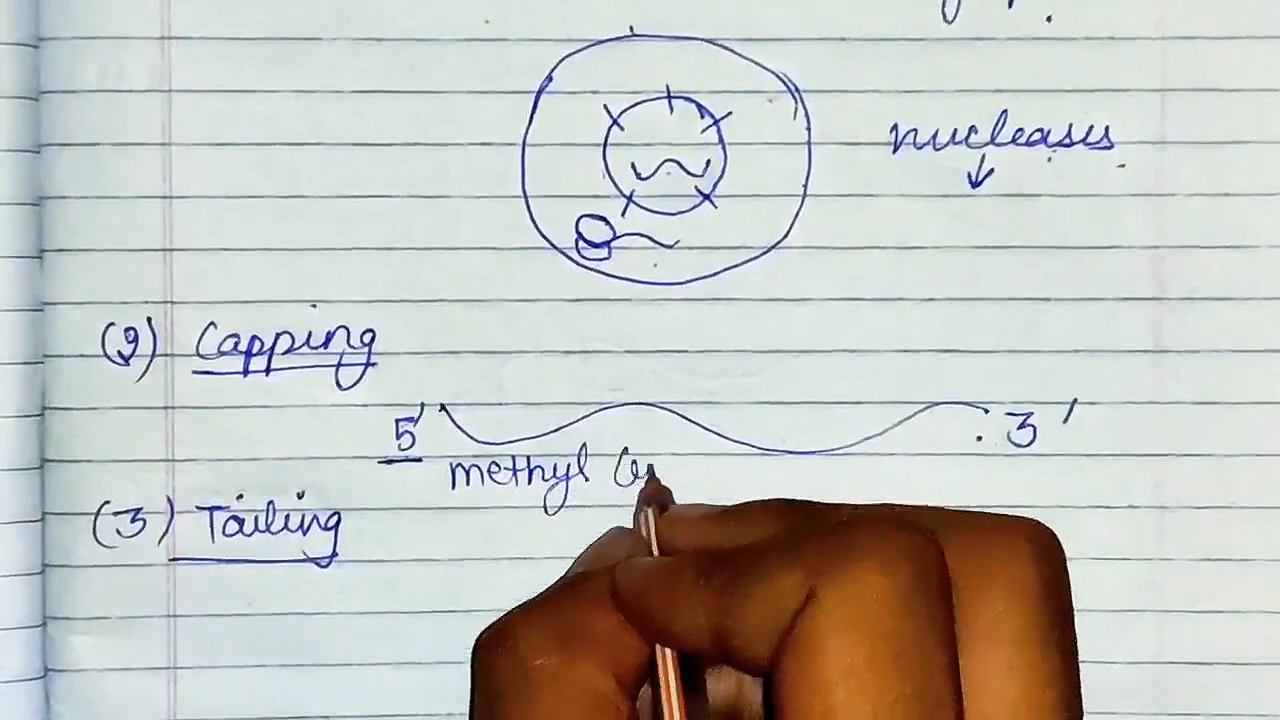 nucleases
(2) Capping
5' 3'
methyl
(3) Tailing